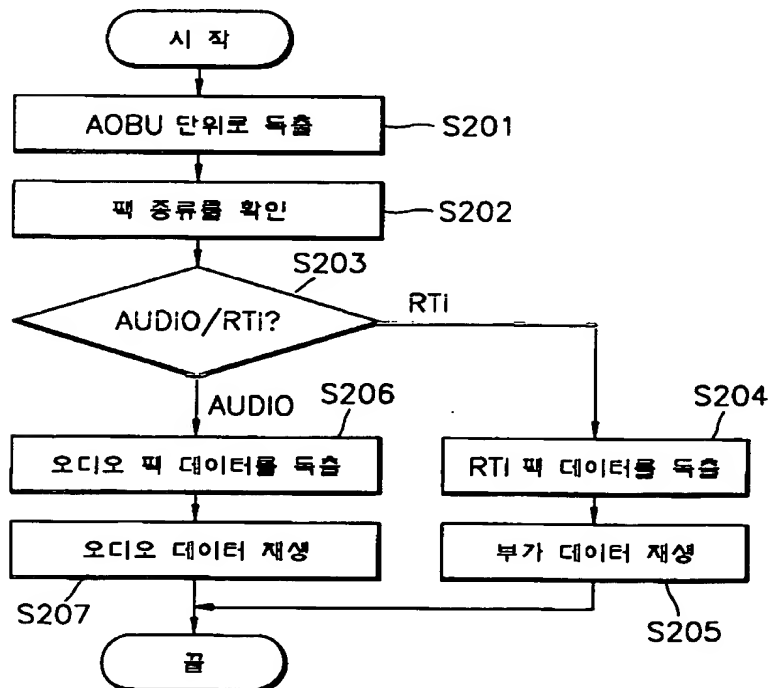 시 작
AOBU 단위로 독출
S201
팩 종류를 확인
S202
S203
AUDiO/RTi?
RTi
AUDIO
S206
S204
오디오 팩 데이터를 독출
RTI 팩 데이터를 독출
오디오 데이터 재생
부가 데이터 재생
S207
S205
끝